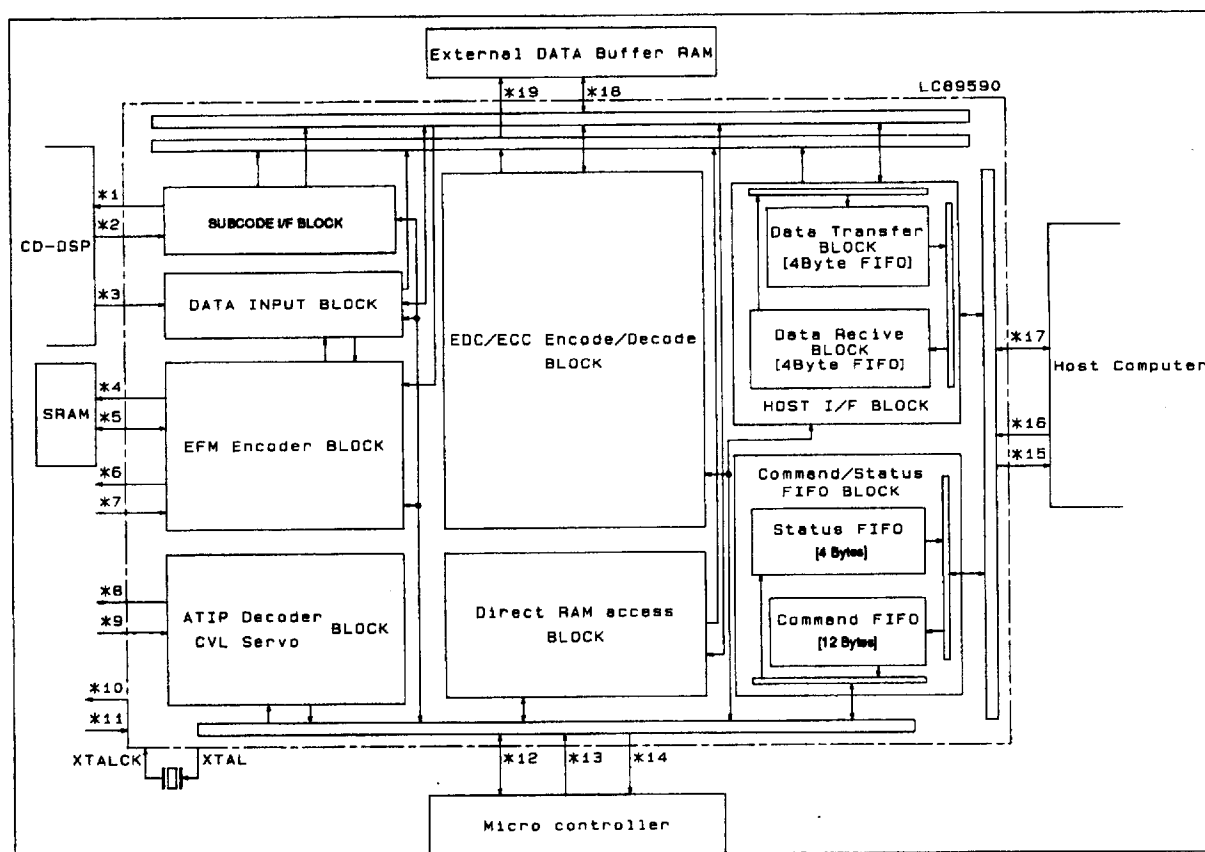 External DATA Buffer RAM
LC89590
*19
*18
CD-DSP
*1
*2
*3
SUBCODE I/F BLOCK
DATA INPUT BLOCK
SRAM
*4
*5
*6
*7
EFM Encoder BLOCK
*8
*9
ATIP Decoder
CVL Servo
BLOCK
*10
*11
XTALCK
XTAL
EDC/ECC Encode/Decode
BLOCK
Direct RAM access
BLOCK
Data Transfer
BLOCK
[4Byte FIFO]
Data Recive
BLOCK
[4Byte FIFO]
HOST I/F BLOCK
Command/Status
FIFO BLOCK
Status FIFO
[4 Bytes]
Command FIFO
[12 Bytes]
*17
*16
*15
Host Computer
*12
*13
*14
Micro controller